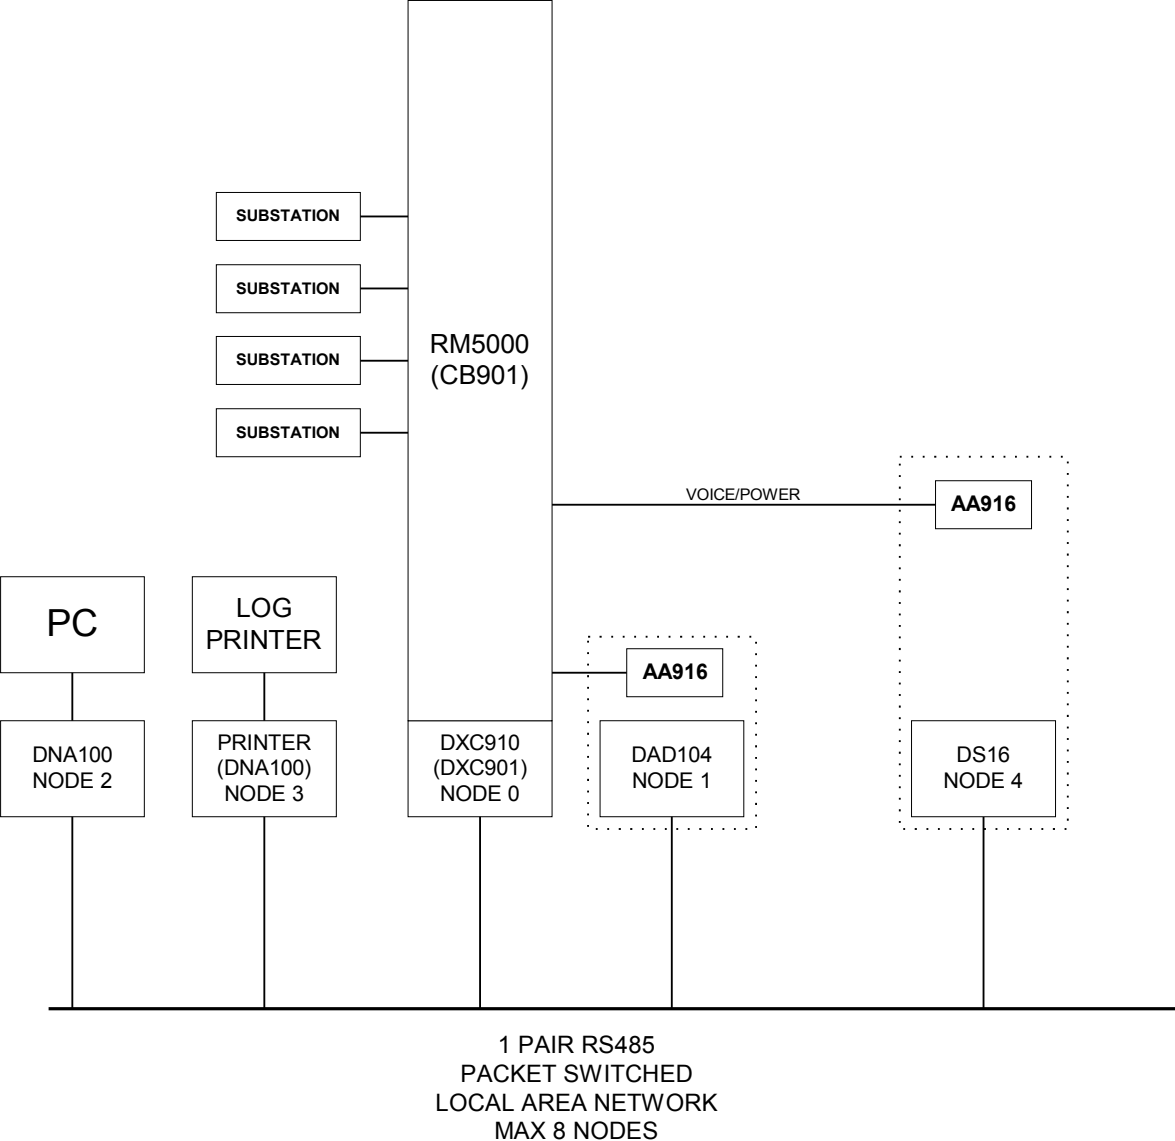 SUBSTATION
SUBSTATION
RM5000
(CB901)
SUBSTATION
SUBSTATION
VOICE/POWER
AA916
PC
LOG
PRINTER
AA916
DNA100
NODE 2
PRINTER
(DNA100)
NODE 3
DXC910
(DXC901)
NODE 0
DAD104
NODE 1
DS16
NODE 4
1 PAIR RS485
PACKET SWITCHED
LOCAL AREA NETWORK
MAX 8 NODES